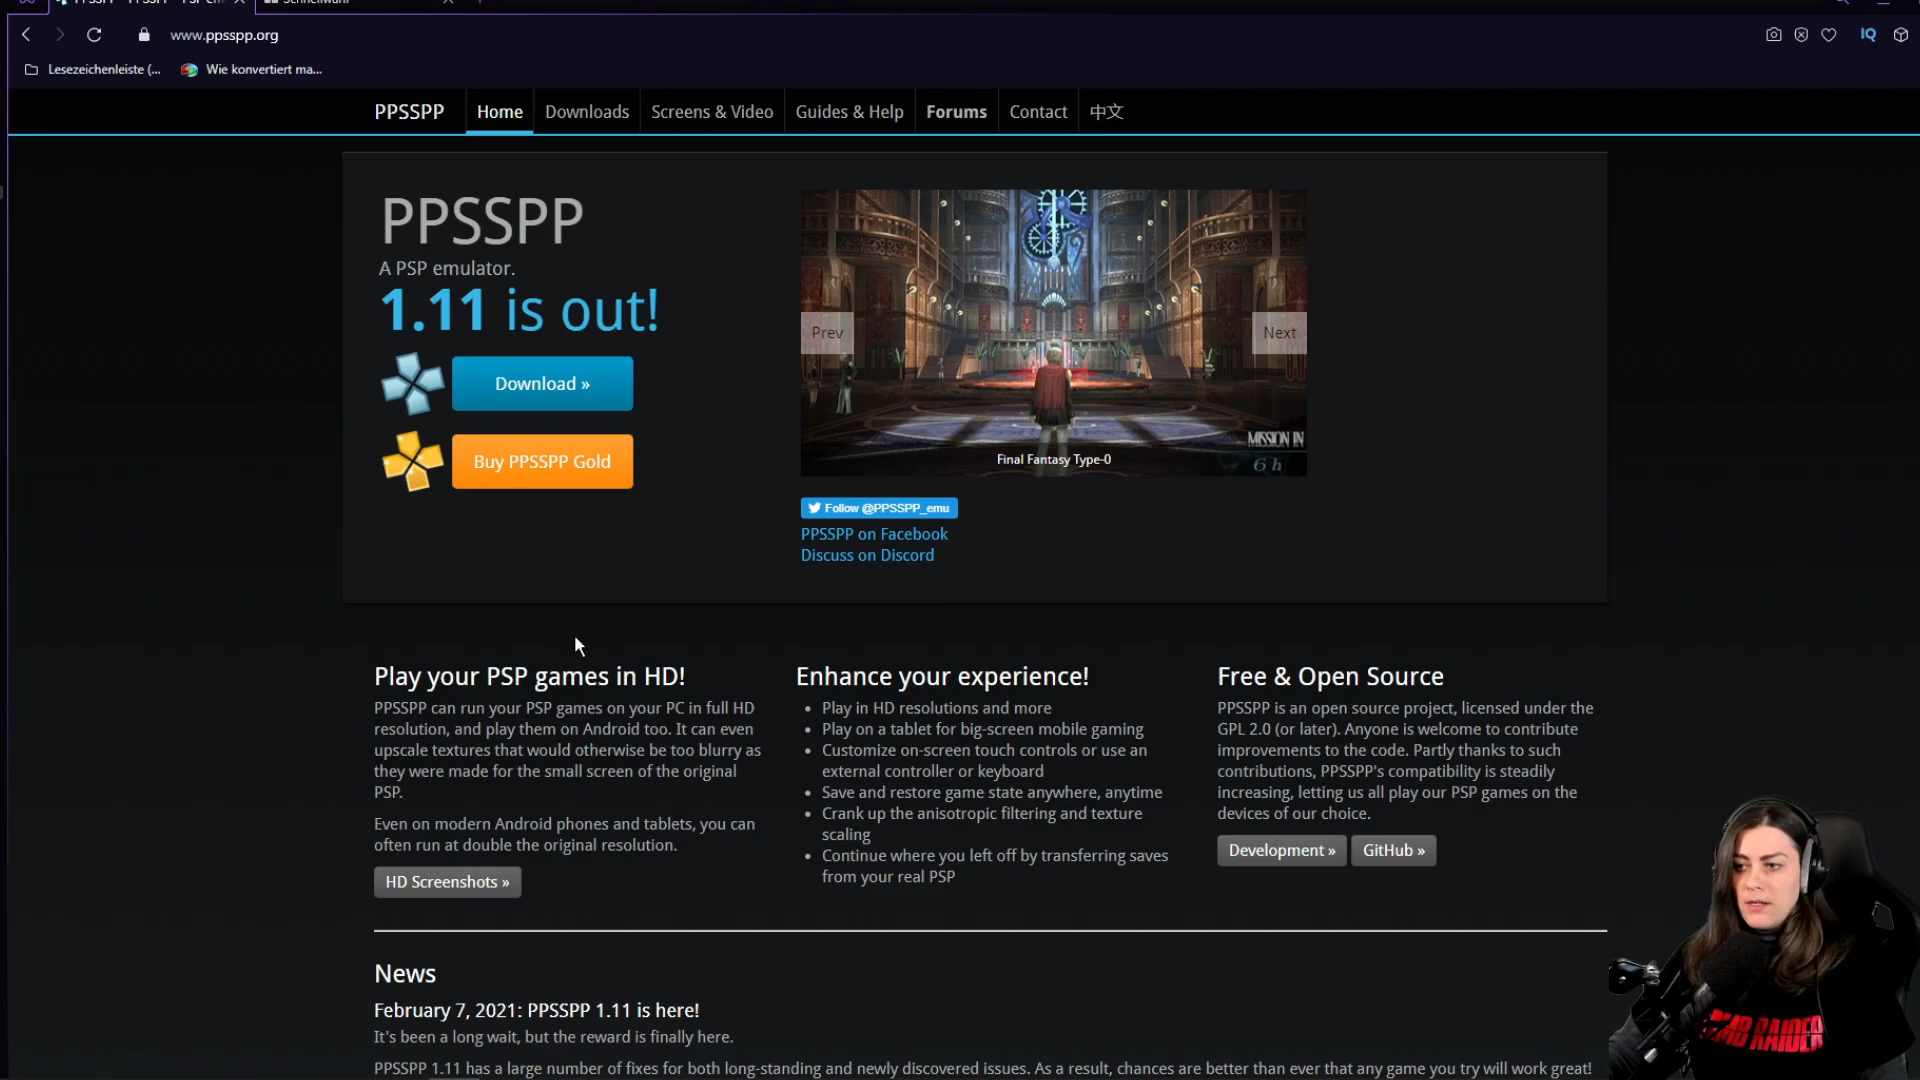 PPSSPP - PSP em
Schnellwahl
www.ppsspp.org
IQ
Lesezeichenleiste (...
Wie konvertiert ma...
PPSSPP
Home
Downloads
Screens & Video
Guides & Help
Forums
Contact
中文
PPSSPP
A PSP emulator.
1.11 is out!
Download »
Buy PPSSPP Gold
Prev
Next
MISSION IN
6 h
Final Fantasy Type-0
Follow @PPSSPP_emu
PPSSPP on Facebook
Discuss on Discord
Play your PSP games in HD!
PPSSPP can run your PSP games on your PC in full HD
resolution, and play them on Android too. It can even
upscale textures that would otherwise be too blurry as
they were made for the small screen of the original
PSP.
Even on modern Android phones and tablets, you can
often run at double the original resolution.
HD Screenshots »
Enhance your experience!
• Play in HD resolutions and more
• Play on a tablet for big-screen mobile gaming
• Customize on-screen touch controls or use an
external controller or keyboard
• Save and restore game state anywhere, anytime
• Crank up the anisotropic filtering and texture
scaling
• Continue where you left off by transferring saves
from your real PSP
Free & Open Source
PPSSPP is an open source project, licensed under the
GPL 2.0 (or later). Anyone is welcome to contribute
improvements to the code. Partly thanks to such
contributions, PPSSPP's compatibility is steadily
increasing, letting us all play our PSP games on the
devices of our choice.
Development »
GitHub »
News
February 7, 2021: PPSSPP 1.11 is here!
It's been a long wait, but the reward is finally here.
PPSSPP 1.11 has a large number of fixes for both long-standing and newly discovered issues. As a result, chances are better than ever that any game you try will work great!
RAIDER